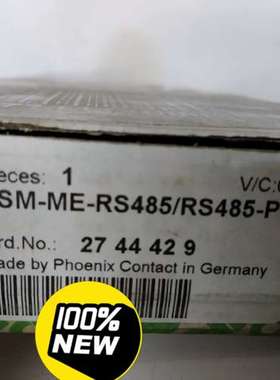 eces: 1 V/C:
SM-ME-RS485/RS485-P
rd.No.: 27 44 42 9
ade by Phoenix Contact in Germany
100%
NEW